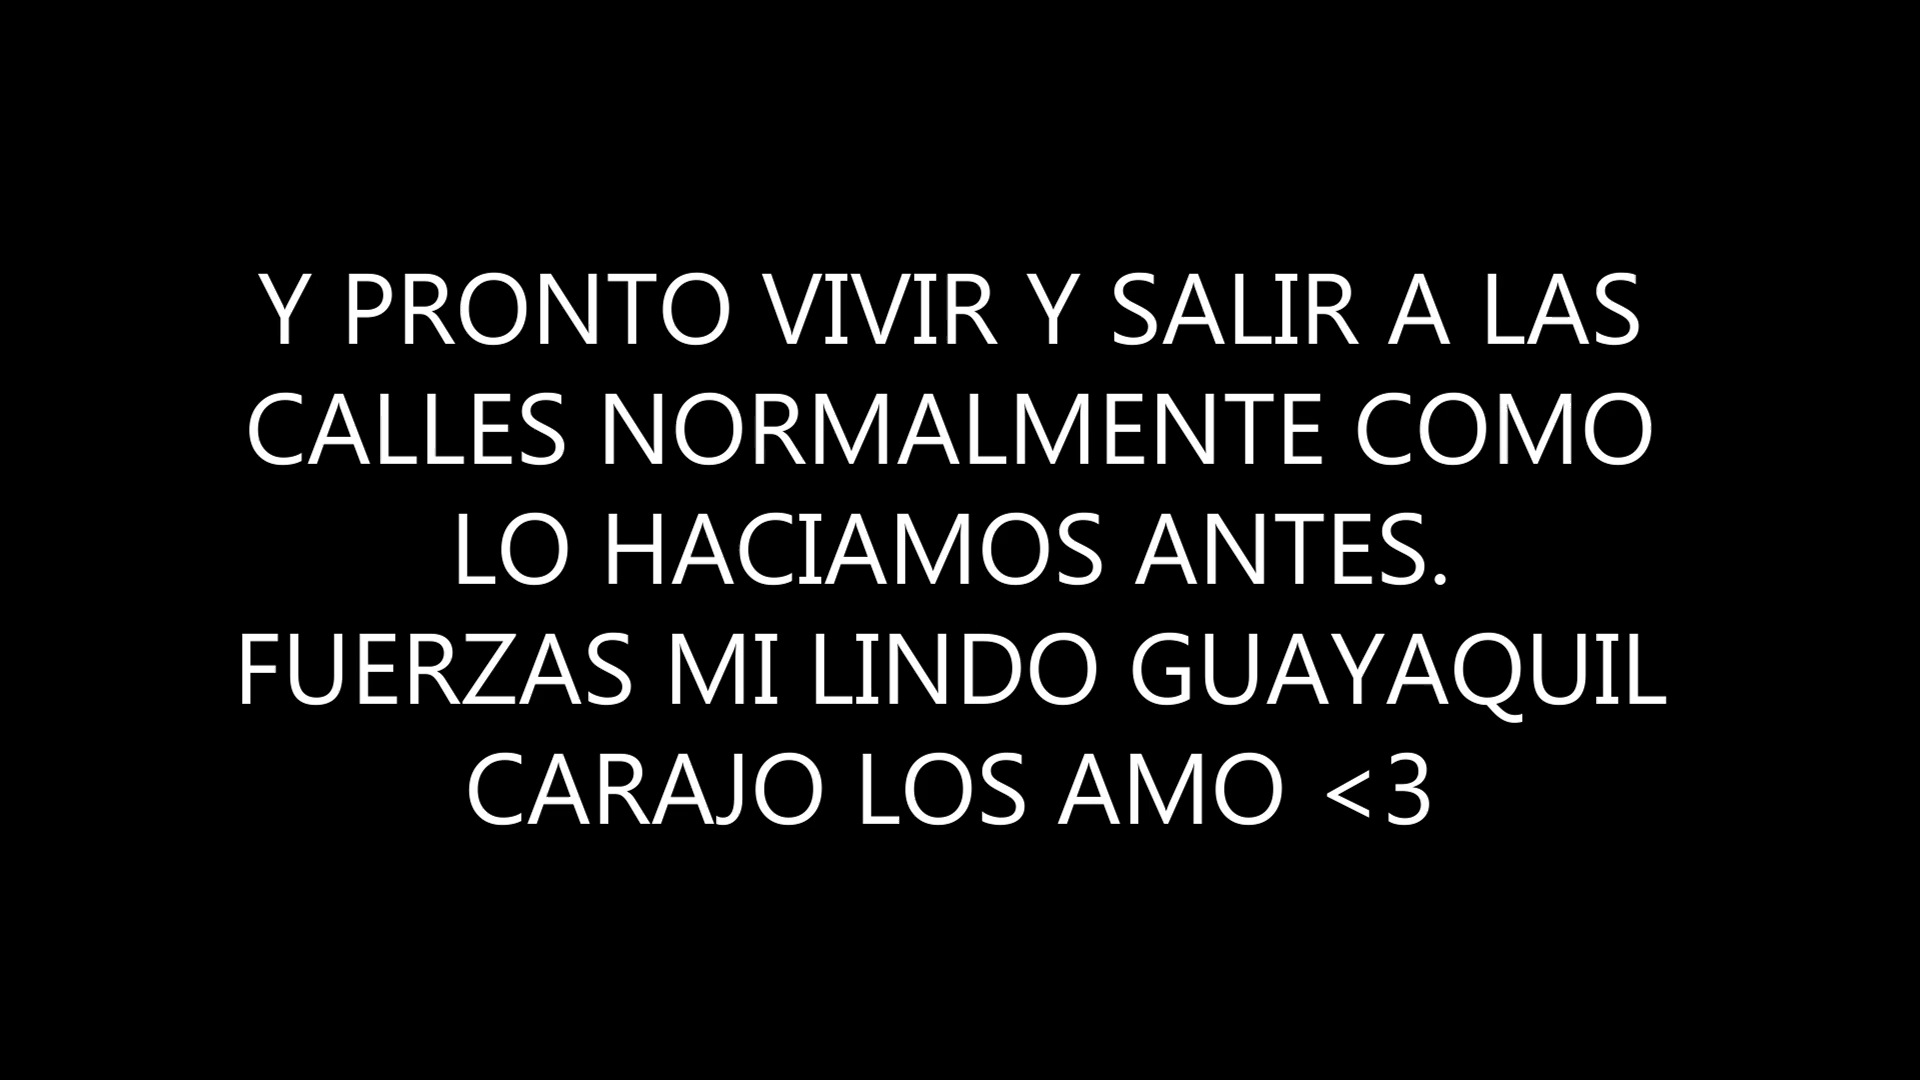 Y PRONTO VIVIR Y SALIR A LAS
CALLES NORMALMENTE COMO
LO HACIAMOS ANTES.
FUERZAS MI LINDO GUAYAQUIL
CARAJO LOS AMO <3